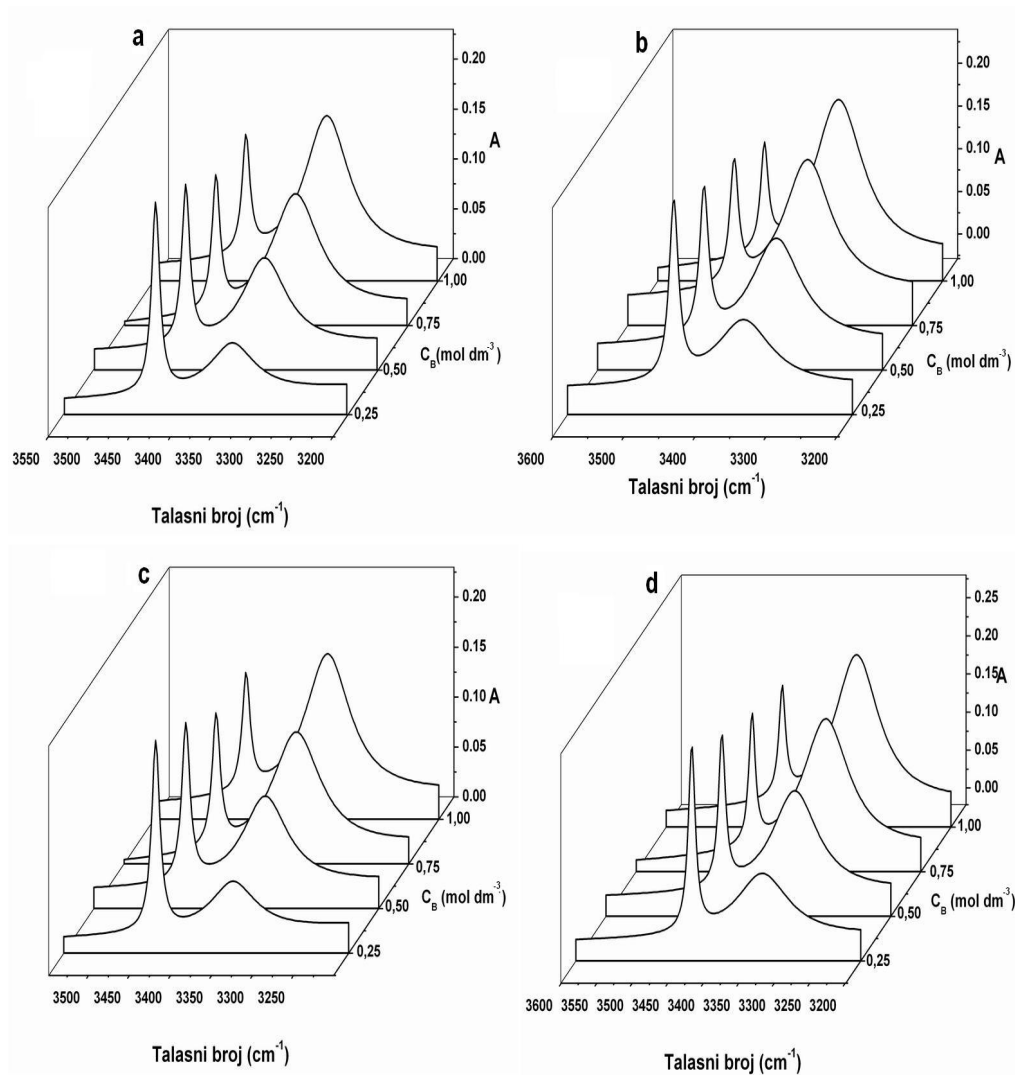 a
0.20
0.15
A
0.10
0.05
0.00
1,00
0,75
C_B(mol dm^-3)
0,50
0,25
3550 3500 3450 3400 3350 3300 3250 3200
Talasni broj (cm^-1)
b
0.20
0.15
0.10
A
0.05
0.00
1,00
0,75
C_B (mol dm^-3)
0,50
0,25
3600 3500 3400 3300 3200
Talasni broj (cm^-1)
c
0.20
0.15
0.10
A
0.05
0.00
1,00
0,75
C_B (mol dm^-3)
0,50
0,25
3500 3450 3400 3350 3300 3250
Talasni broj (cm^-1)
d
0.25
0.20
0.15
A
0.10
0.05
0.00
1,00
0,75
C_B (mol dm^-3)
0,50
0,25
3600 3550 3500 3450 3400 3350 3300 3250 3200
Talasni broj (cm^-1)